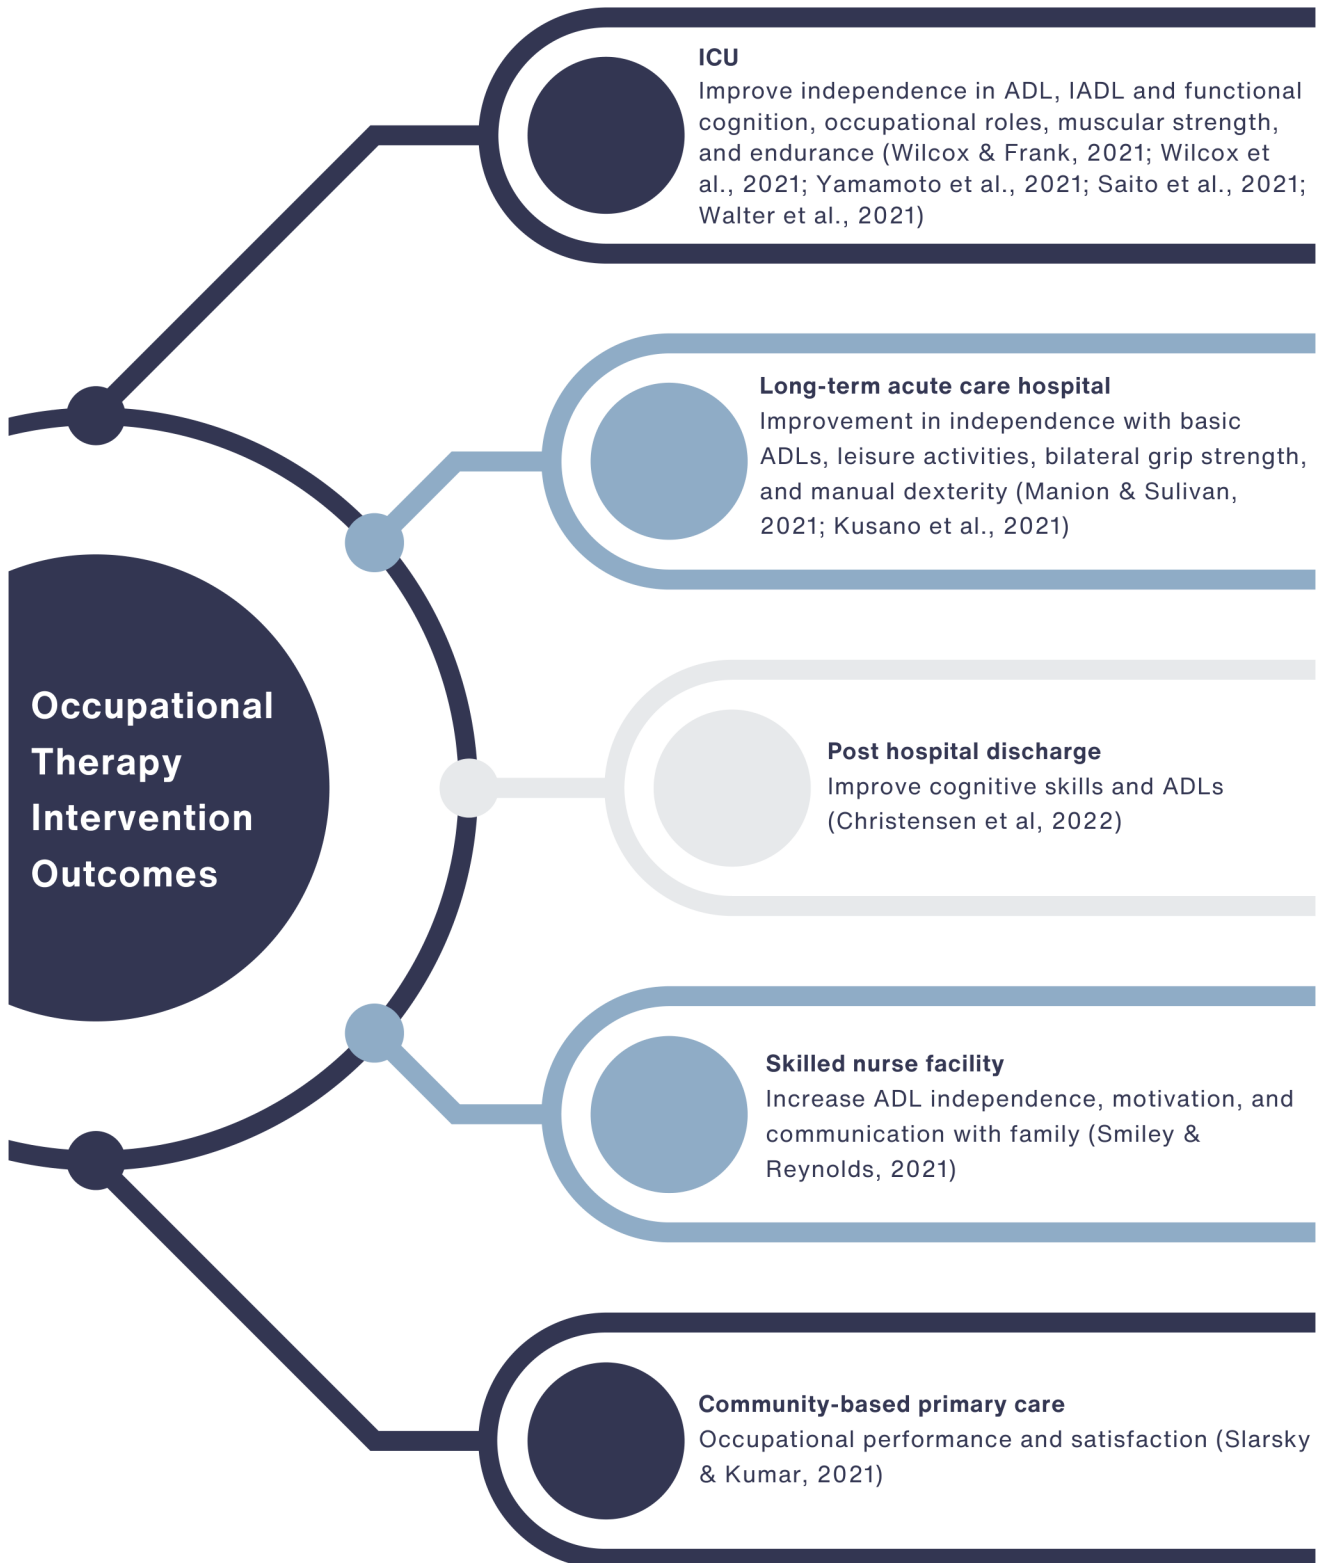 ICU
Improve independence in ADL, IADL and functional
cognition, occupational roles, muscular strength,
and endurance (Wilcox & Frank, 2021; Wilcox et
al., 2021; Yamamoto et al., 2021; Saito et al., 2021;
Walter et al., 2021)
Long-term acute care hospital
Improvement in independence with basic
ADLs, leisure activities, bilateral grip strength,
and manual dexterity (Manion & Sulivan,
2021; Kusano et al., 2021)
Occupational
Therapy
Intervention
Outcomes
Post hospital discharge
Improve cognitive skills and ADLs
(Christensen et al, 2022)
Skilled nurse facility
Increase ADL independence, motivation, and
communication with family (Smiley &
Reynolds, 2021)
Community-based primary care
Occupational performance and satisfaction (Slarsky
& Kumar, 2021)